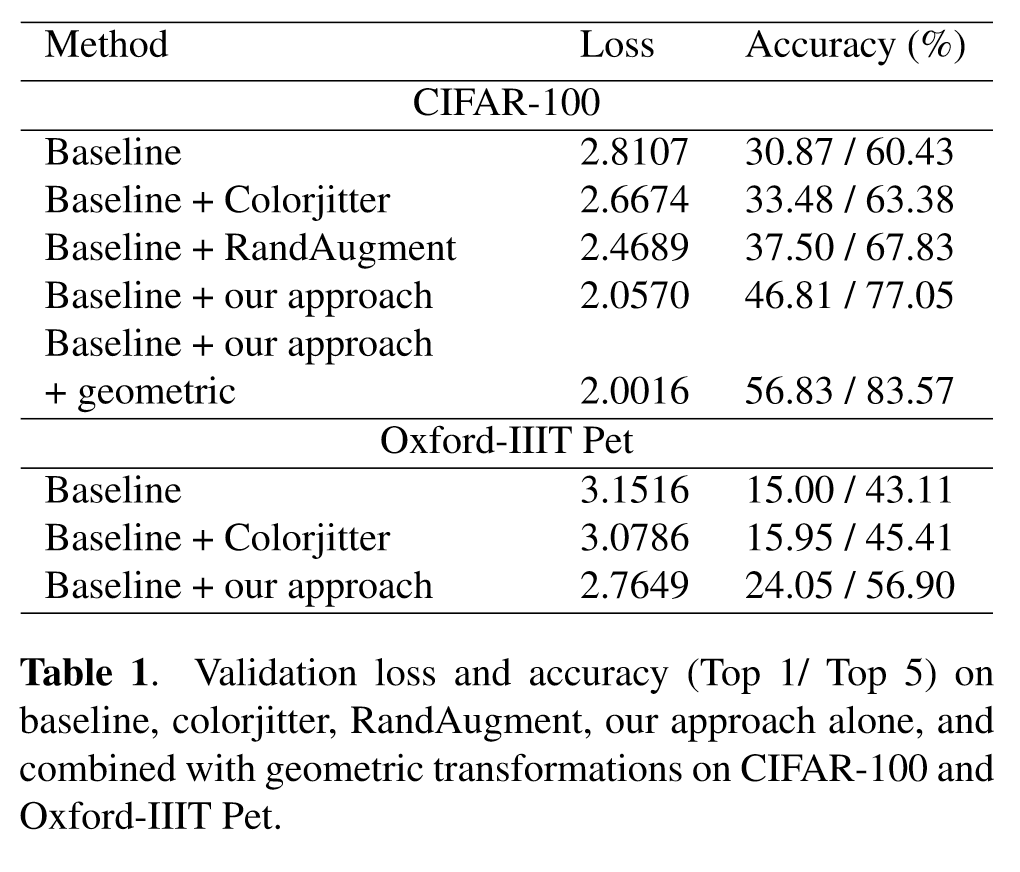 Method Loss Accuracy (%)
CIFAR-100
Baseline 2.8107 30.87 / 60.43
Baseline + Colorjitter 2.6674 33.48 / 63.38
Baseline + RandAugment 2.4689 37.50 / 67.83
Baseline + our approach 2.0570 46.81 / 77.05
Baseline + our approach
+ geometric 2.0016 56.83 / 83.57
Oxford-IIIT Pet
Baseline 3.1516 15.00 / 43.11
Baseline + Colorjitter 3.0786 15.95 / 45.41
Baseline + our approach 2.7649 24.05 / 56.90
Table 1. Validation loss and accuracy (Top 1/ Top 5) on
baseline, colorjitter, RandAugment, our approach alone, and
combined with geometric transformations on CIFAR-100 and
Oxford-IIIT Pet.